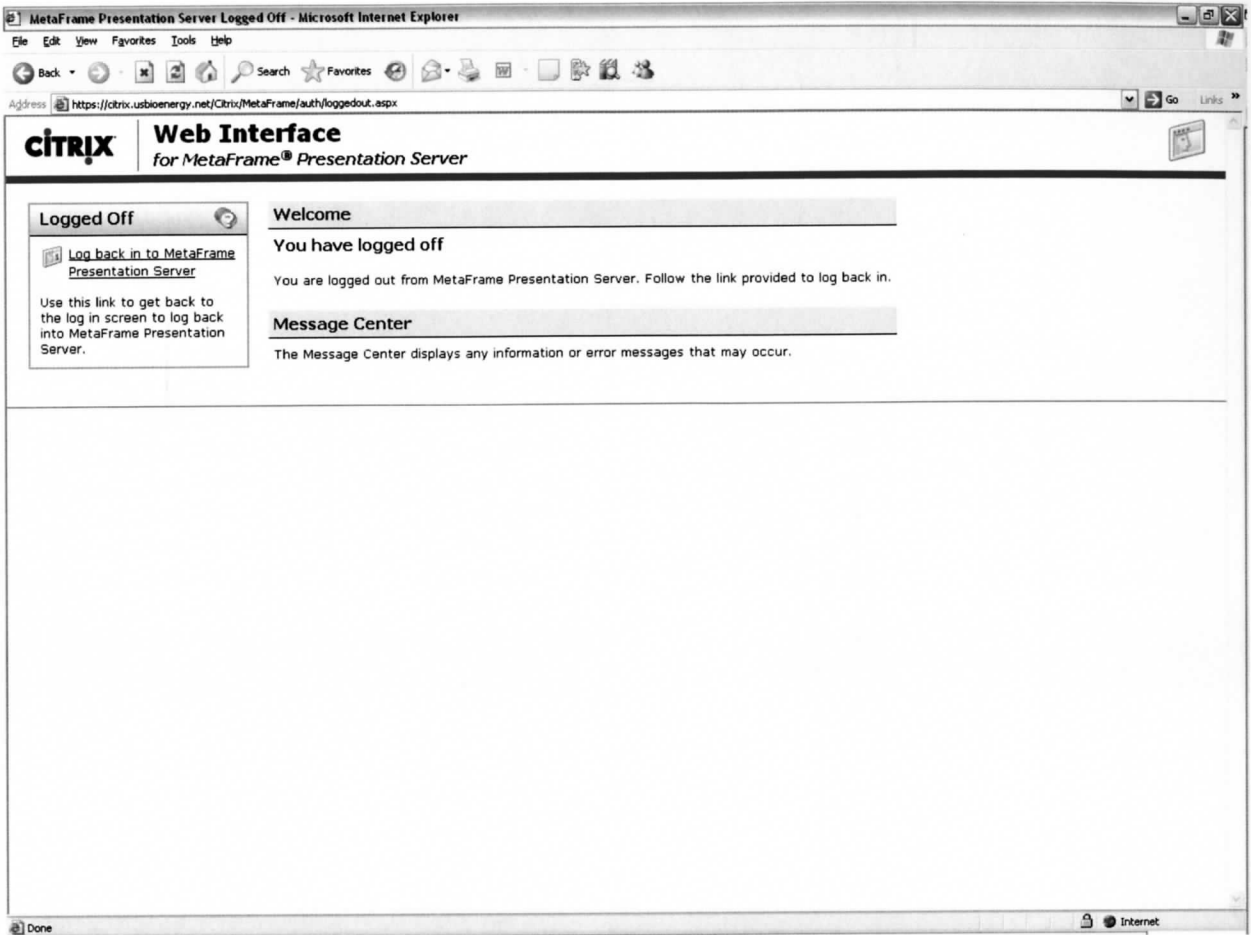 MetaFrame Presentation Server Logged Off - Microsoft Internet Explorer
File Edit View Favorites Tools Help
Back Search Favorites
Address https://citrix.usbioenergy.net/Citrix/MetaFrame/auth/loggedout.aspx Go Links »
CITRIX
Web Interface
for MetaFrame® Presentation Server
Logged Off
Log back in to MetaFrame
Presentation Server
Use this link to get back to
the log in screen to log back
into MetaFrame Presentation
Server.
Welcome
You have logged off
You are logged out from MetaFrame Presentation Server. Follow the link provided to log back in.
Message Center
The Message Center displays any information or error messages that may occur.
Done Internet